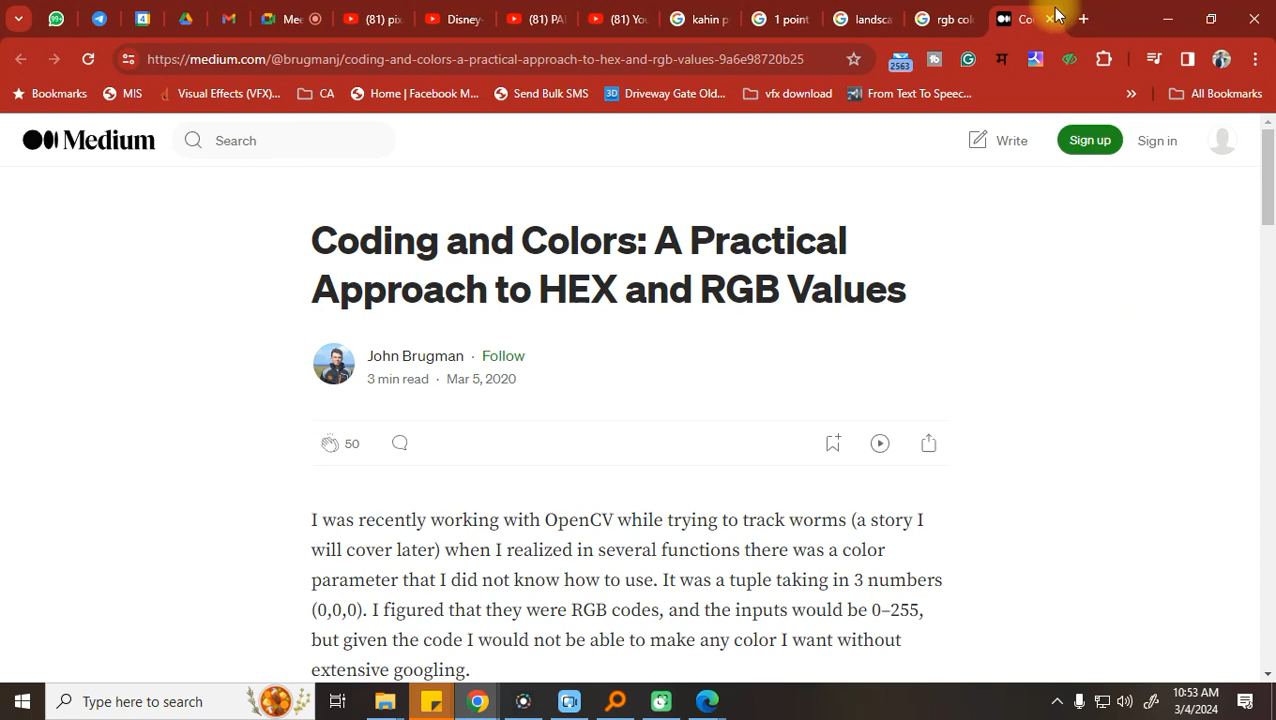 Mee
(81) pix
Disney-
(81) PA
(81) You
kahin p
1 point
landsca
rgb colo
Co
https://medium.com/@brugmanj/coding-and-colors-a-practical-approach-to-hex-and-rgb-values-9a6e98720b25
2563
Bookmarks
MIS
Visual Effects (VFX)...
CA
Home | Facebook M...
Send Bulk SMS
Driveway Gate Old...
vfx download
From Text To Speec...
All Bookmarks
Medium
Search
Write
Sign up
Sign in
Coding and Colors: A Practical
Approach to HEX and RGB Values
John Brugman · Follow
3 min read · Mar 5, 2020
50
I was recently working with OpenCV while trying to track worms (a story I
will cover later) when I realized in several functions there was a color
parameter that I did not know how to use. It was a tuple taking in 3 numbers
(0,0,0). I figured that they were RGB codes, and the inputs would be 0–255,
but given the code I would not be able to make any color I want without
extensive googling.
Type here to search
10:53 AM
3/4/2024